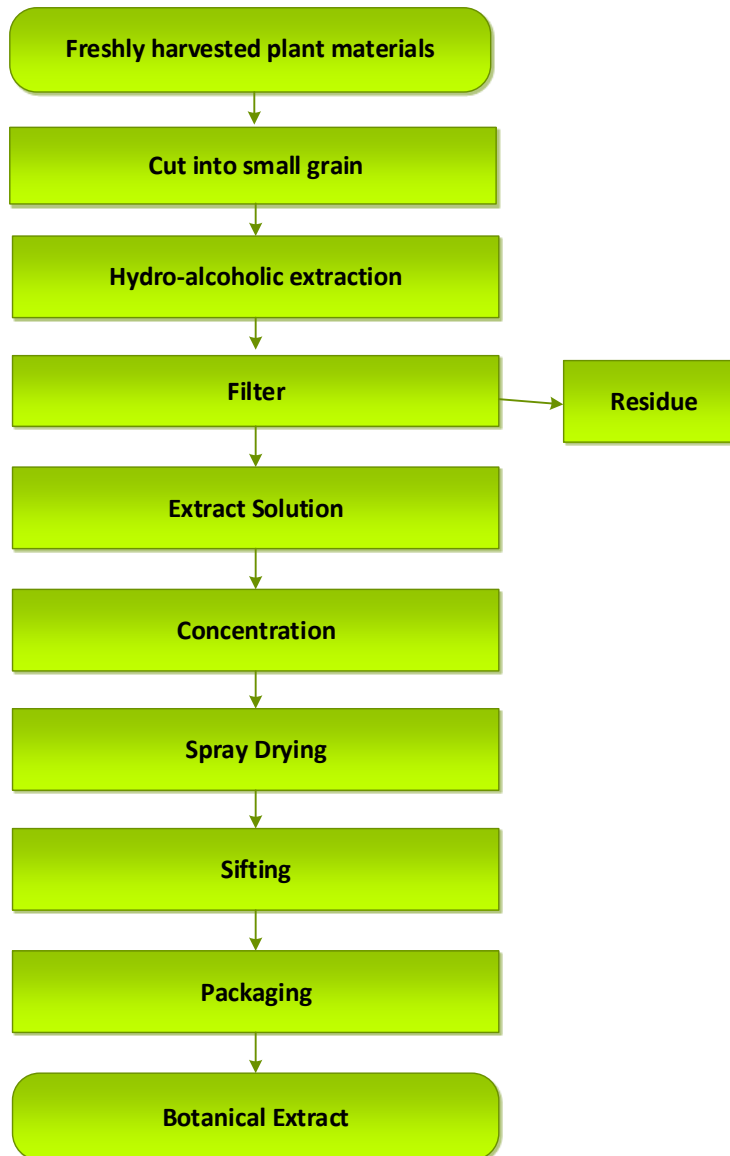 Freshly harvested plant materials
Cut into small grain
Hydro-alcoholic extraction
Filter
Residue
Extract Solution
Concentration
Spray Drying
Sifting
Packaging
Botanical Extract